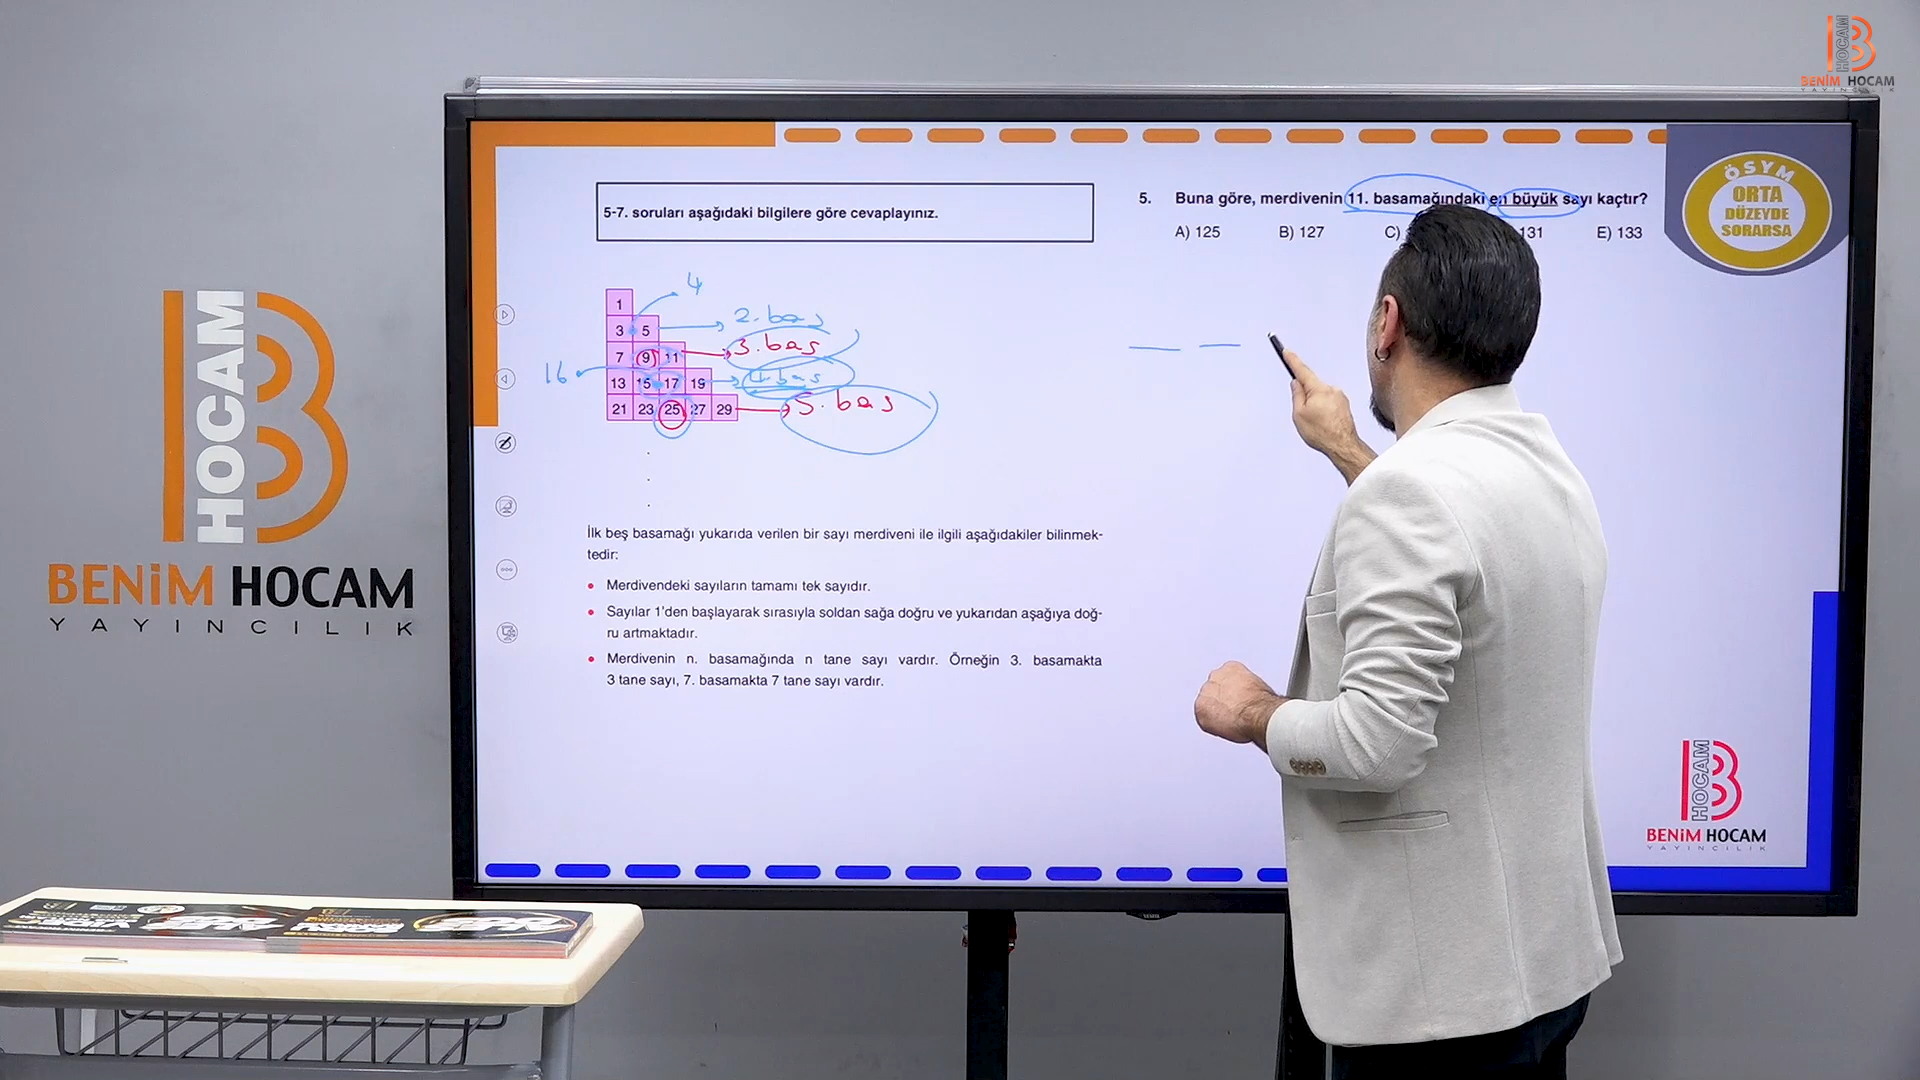 HOCAM
BENİM HOCAM
YAYINCILIK
HOCAM
BENİM HOCAM
YAYINCILIK
5-7. soruları aşağıdaki bilgilere göre cevaplayınız.
1
3 5
7 9 11
13 15 17 19
21 23 25 27 29
4
2. bas
3. bas
16
4. bas
5. bas
İlk beş basamağı yukarıda verilen bir sayı merdiveni ile ilgili aşağıdakiler bilinmek-
tedir:
• Merdivendeki sayıların tamamı tek sayıdır.
• Sayılar 1'den başlayarak sırasıyla soldan sağa doğru ve yukarıdan aşağıya doğ-
ru artmaktadır.
• Merdivenin n. basamağında n tane sayı vardır. Örneğin 3. basamakta
3 tane sayı, 7. basamakta 7 tane sayı vardır.
5. Buna göre, merdivenin 11. basamağındaki en büyük sayı kaçtır?
A) 125 B) 127 C) 131 E) 133
ÖSYM
ORTA
DÜZEYDE
SORARSA
HOCAM
BENİM HOCAM
YAYINCILIK